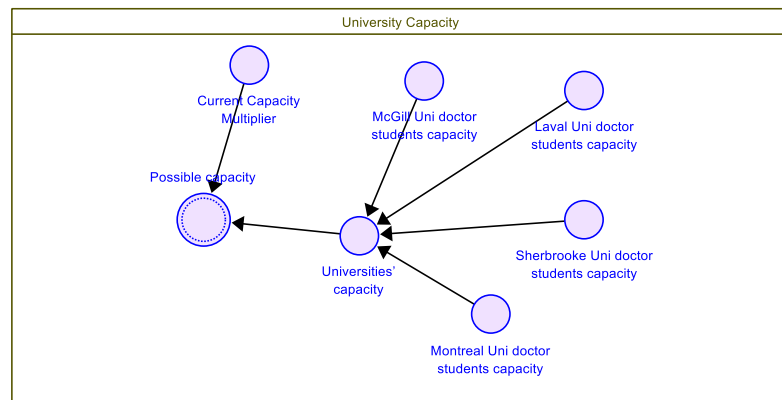 University Capacity
Current Capacity
Multiplier
McGill Uni doctor
students capacity
Laval Uni doctor
students capacity
Possible capacity
Sherbrooke Uni doctor
students capacity
Universities'
capacity
Montreal Uni doctor
students capacity